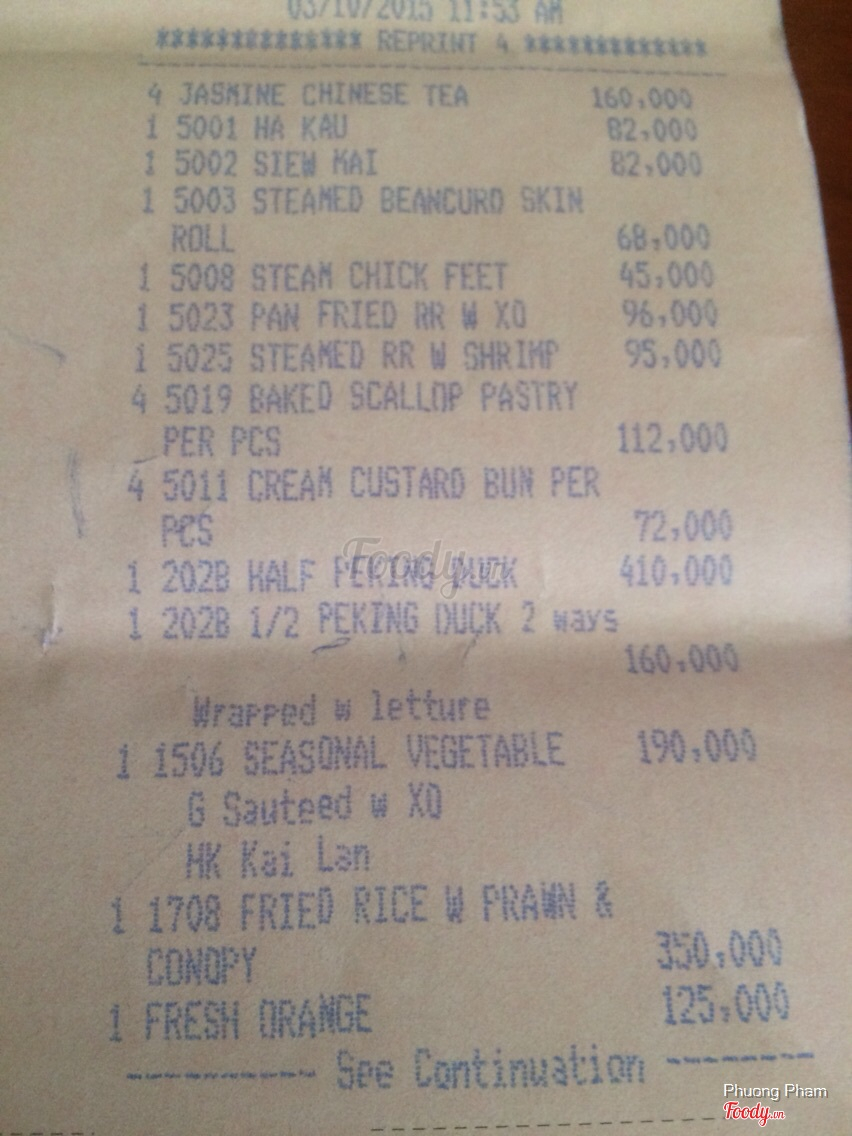 03/10/2015 11:53 AM
************** REPRINT 4 **************
4 JASMINE CHINESE TEA 160,000
1 5001 HA KAU 82,000
1 5002 SIEW MAI 82,000
1 5003 STEAMED BEANCURD SKIN
ROLL 68,000
1 5008 STEAM CHICK FEET 45,000
1 5023 PAN FRIED RR W XO 96,000
1 5025 STEAMED RR W SHRIMP 95,000
4 5019 BAKED SCALLOP PASTRY
PER PCS 112,000
4 5011 CREAM CUSTARD BUN PER
PCS 72,000
1 202B HALF PEKING DUCK 410,000
1 202B 1/2 PEKING DUCK 2 ways
160,000
Wrapped w letture
1 1506 SEASONAL VEGETABLE 190,000
G Sauteed w XO
HK Kai Lan
1 1708 FRIED RICE W PRAWN &
CONOPY 350,000
1 FRESH ORANGE 125,000
---------- See Continuation ----------
Foody.vn
Phuong Pham
Foody.vn